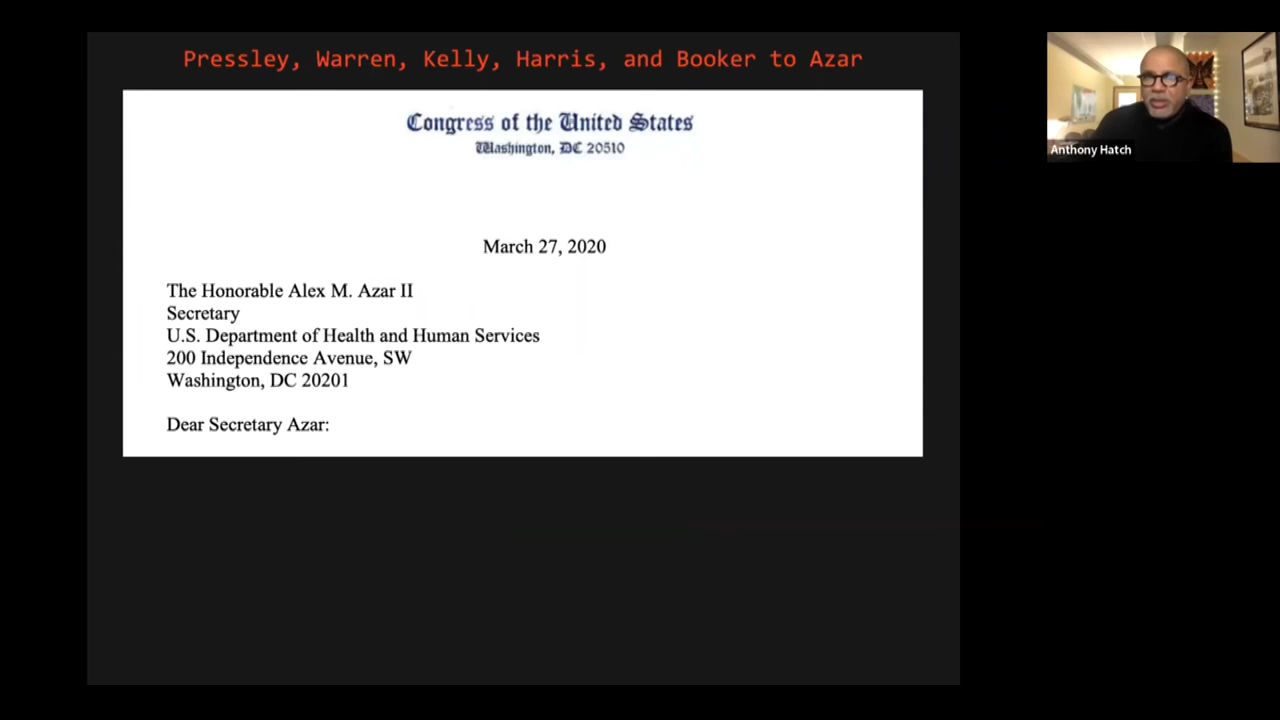 Pressley, Warren, Kelly, Harris, and Booker to Azar
Congress of the United States
Washington, DC 20510
March 27, 2020
The Honorable Alex M. Azar II
Secretary
U.S. Department of Health and Human Services
200 Independence Avenue, SW
Washington, DC 20201
Dear Secretary Azar:
Anthony Hatch